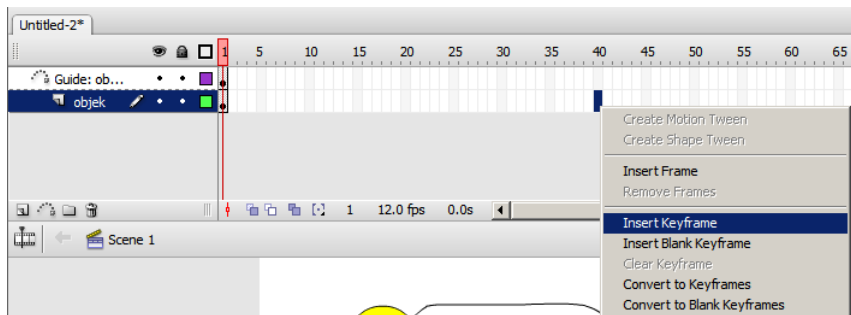 Untitled-2*
1 5 10 15 20 25 30 35 40 45 50 55 60 65
Guide: ob...
objek
Create Motion Tween
Create Shape Tween
Insert Frame
Remove Frames
1 12.0 fps 0.0s
Insert Keyframe
Scene 1
Insert Blank Keyframe
Clear Keyframe
Convert to Keyframes
Convert to Blank Keyframes